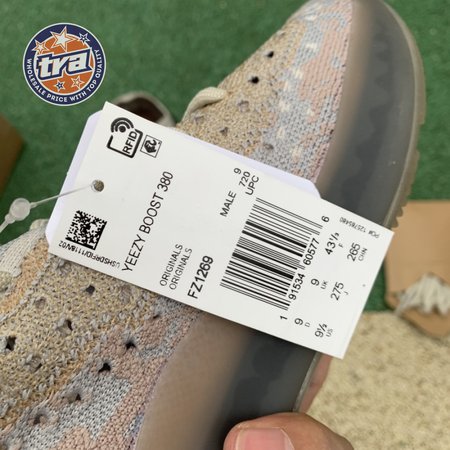 tra
WHOLESALE PRICE WITH TOP QUALITY
RFID
USHSDRFID1118V02
YEEZY BOOST 380
ORIGINALS
ORIGINALS
FZ1269
MALE
9
720
UPC
1 91534 60577 6
9
D
9
UK
43⅓
F
9½
US
275
J
265
CHN